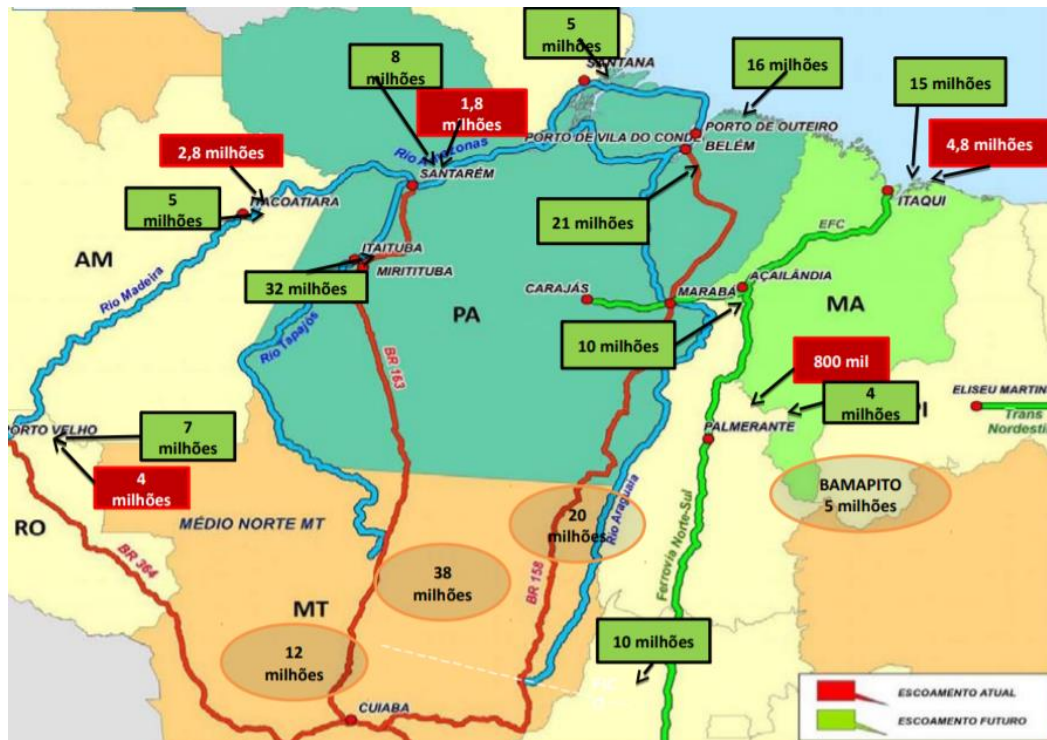 5
milhões
SANTANA
8
milhões
16 milhões
15 milhões
1,8
milhões
4,8 milhões
PORTO DE OUTEIRO
PORTO DE VILA DO CONDE
BELÉM
2,8 milhões
Rio Amazonas
SANTARÉM
ITAQUI
5
milhões
ITACOATIARA
21 milhões
EFC
AM
ITAITUBA
MIRITITUBA
32 milhões
Rio Madeira
CARAJÁS
MARABÁ
AÇAILÂNDIA
MA
PA
Rio Tapajós
10 milhões
BR 163
800 mil
4
milhões
PI
ELISEU MARTIN
Trans
Nordestin
PORTO VELHO
7
milhões
PALMERANTE
4
milhões
BAMAPITO
5 milhões
RO
MÉDIO NORTE MT
20
milhões
Rio Araguaia
Ferrovia Norte-Sul
BR 364
38
milhões
BR 158
MT
12
milhões
10 milhões
CUIABA
ESCOAMENTO ATUAL
ESCOAMENTO FUTURO